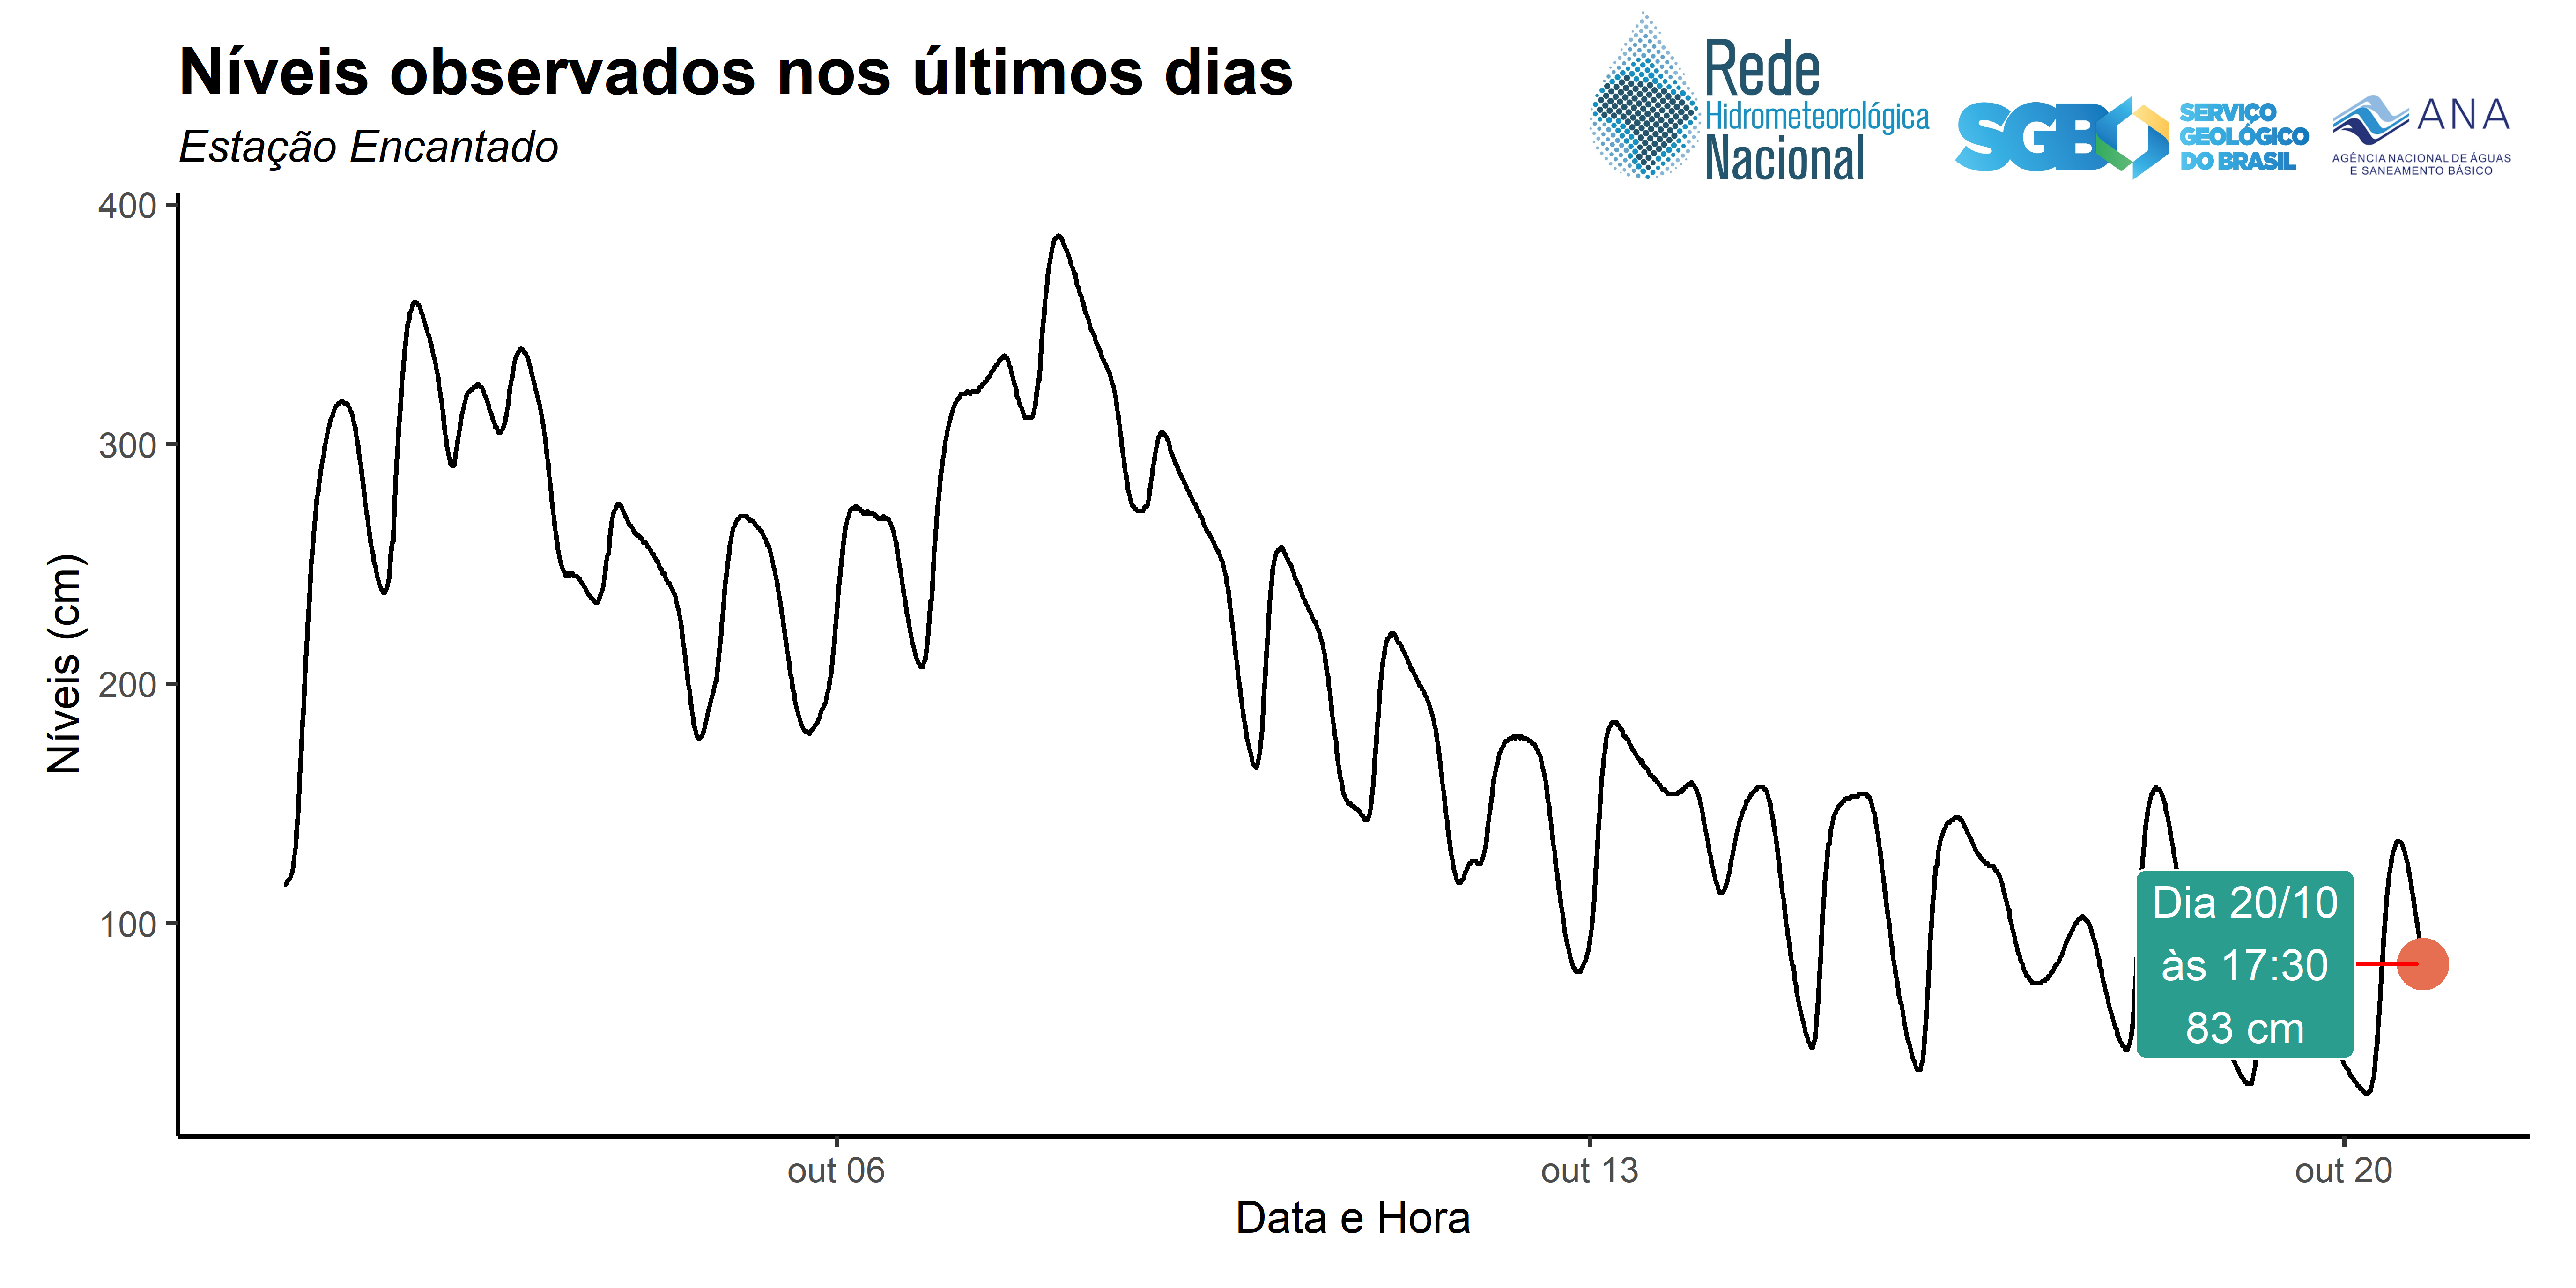 Níveis observados nos últimos dias
Estação Encantado
Rede
Hidrometeorológica
Nacional
SGB
SERVIÇO
GEOLÓGICO
DO BRASIL
ANA
AGÊNCIA NACIONAL DE ÁGUAS
E SANEAMENTO BÁSICO
Níveis (cm)
400
300
200
100
Dia 20/10
às 17:30
83 cm
out 06
out 13
out 20
Data e Hora